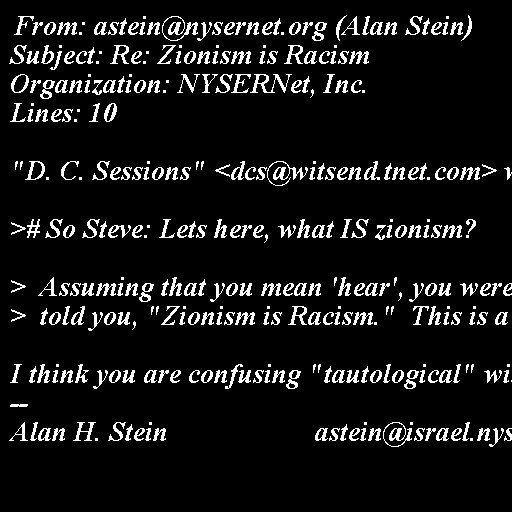 From: astein@nysernet.org (Alan Stein)
Subject: Re: Zionism is Racism
Organization: NYSERNet, Inc.
Lines: 10
"D. C. Sessions" <dcs@witsend.tnet.com>
># So Steve: Lets here, what IS zionism?
>  Assuming that you mean 'hear', you were
>  told you, "Zionism is Racism."  This is a
I think you are confusing "tautological"
--
Alan H. Stein                     astein@israel.nys